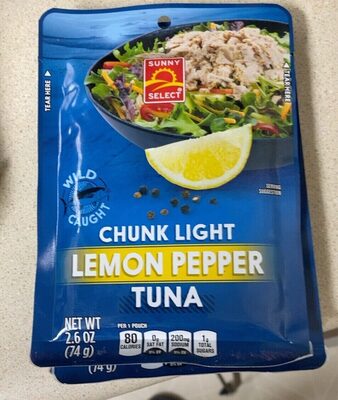 SUNNY
SELECT
TEAR HERE
TEAR HERE
WILD
CAUGHT
SERVING
SUGGESTION
CHUNK LIGHT
LEMON PEPPER
TUNA
NET WT
2.6 OZ
(74 g)
PER 1 POUCH
80
CALORIES
0g
SAT FAT
200mg
SODIUM
1g
TOTAL
SUGARS
(74 g)